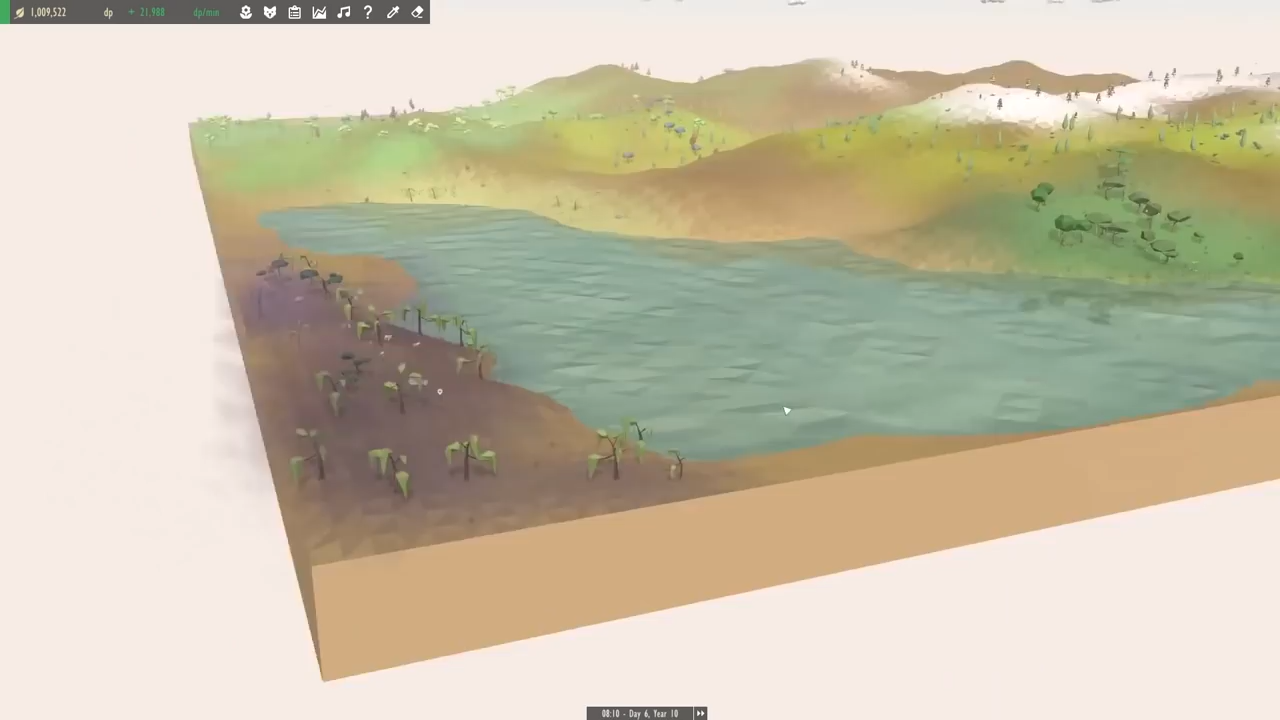 1,009,522 dp + 21.988 dp/min ?
08:10 - Day 6, Year 10